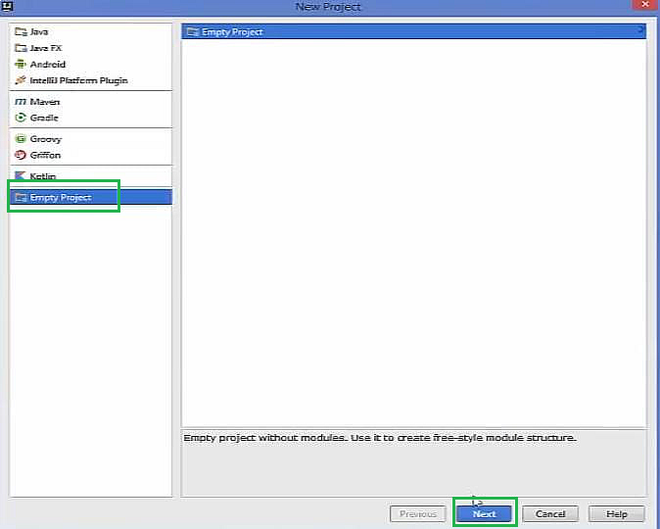 New Project
Java
Java FX
Android
IntelliJ Platform Plugin
Maven
Gradle
Groovy
Griffon
Kotlin
Empty Project
Empty Project
Empty project without modules. Use it to create free-style module structure.
Previous
Next
Cancel
Help